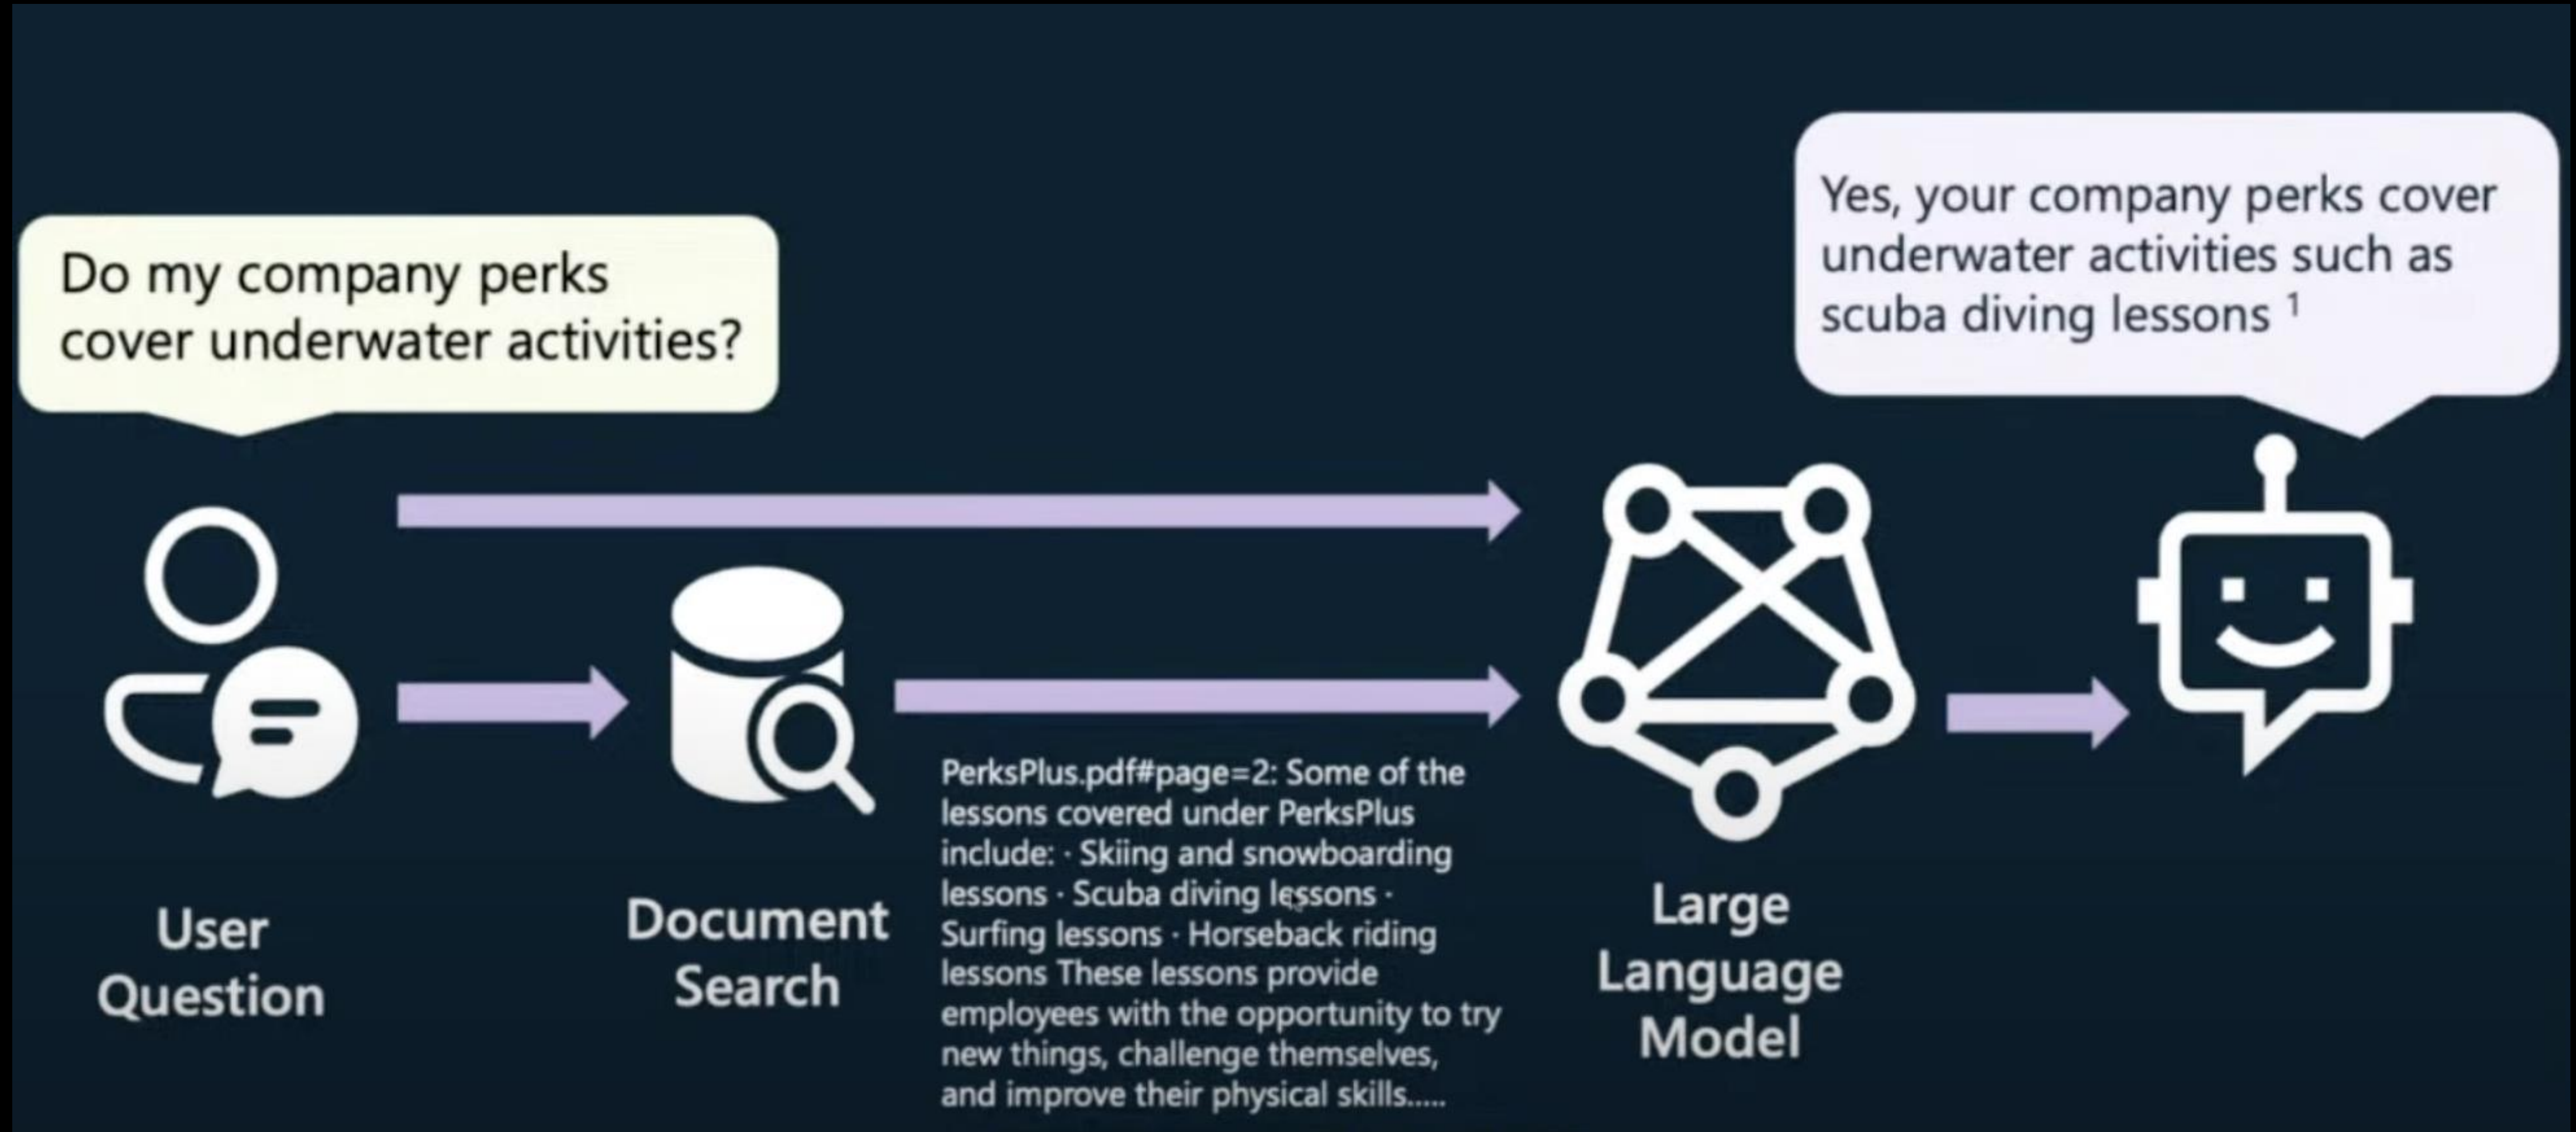 Do my company perks
cover underwater activities?
Yes, your company perks cover
underwater activities such as
scuba diving lessons ¹
User
Question
Document
Search
PerksPlus.pdf#page=2: Some of the
lessons covered under PerksPlus
include: · Skiing and snowboarding
lessons · Scuba diving lessons ·
Surfing lessons · Horseback riding
lessons These lessons provide
employees with the opportunity to try
new things, challenge themselves,
and improve their physical skills.....
Large
Language
Model